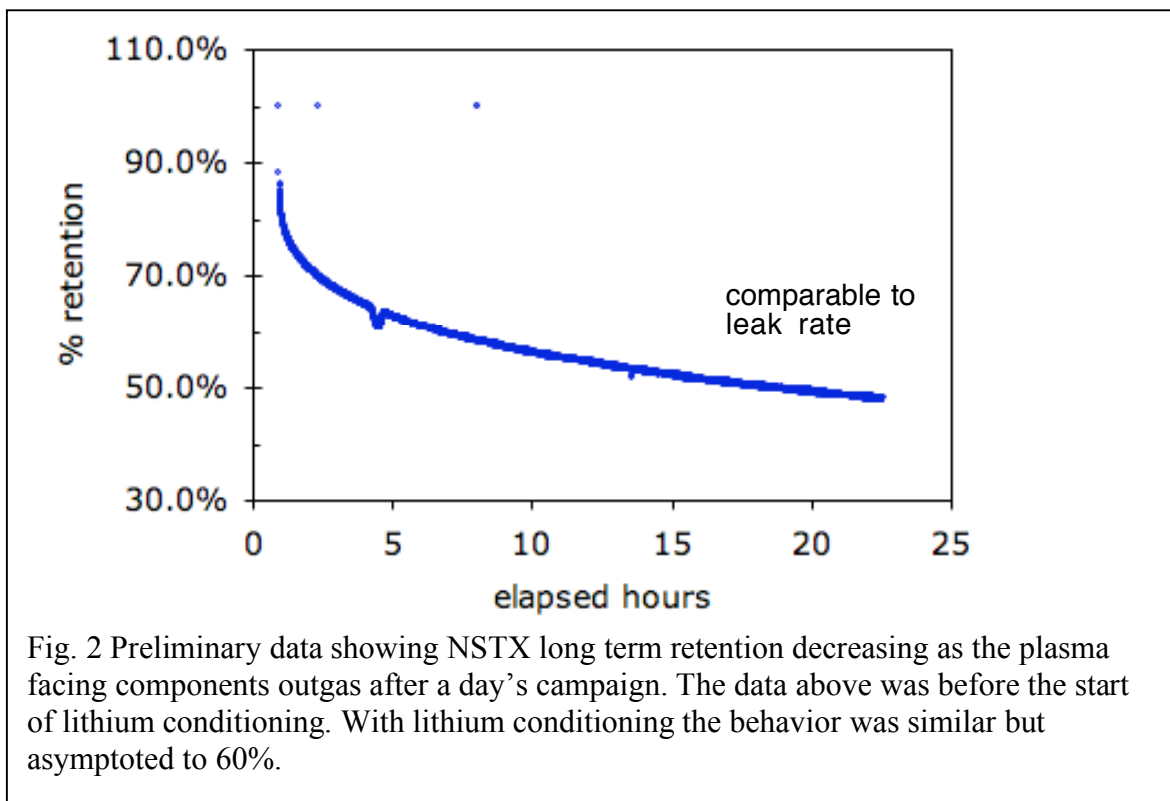 110.0%
90.0%
70.0%
50.0%
30.0%
% retention
comparable to
leak rate
0 5 10 15 20 25
elapsed hours
Fig. 2 Preliminary data showing NSTX long term retention decreasing as the plasma
facing components outgas after a day’s campaign. The data above was before the start
of lithium conditioning. With lithium conditioning the behavior was similar but
asymptoted to 60%.